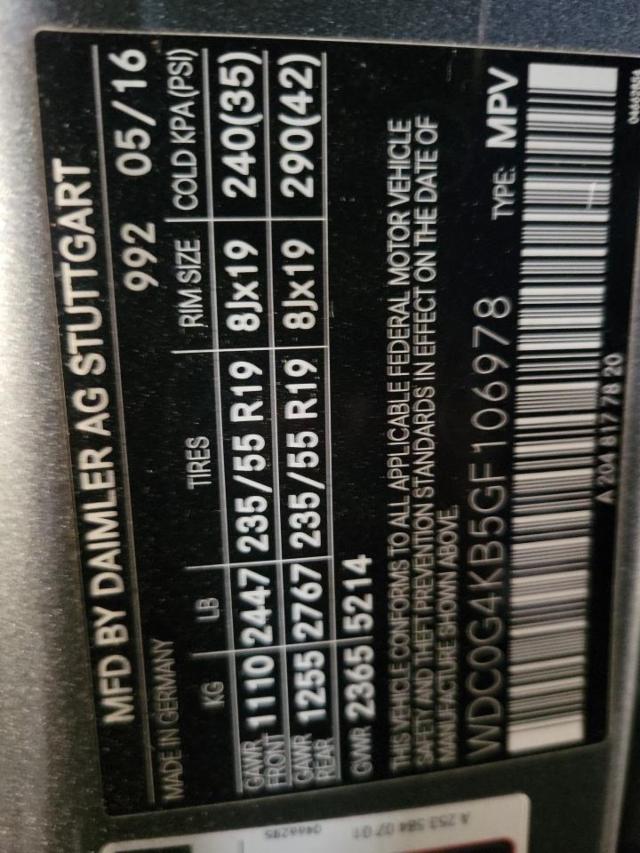 MFD BY DAIMLER AG STUTTGART
MADE IN GERMANY 992 05/16
KG LB TIRES RIM SIZE COLD KPA(PSI)
GAWR FRONT 1110 2447 235/55 R19 8Jx19 240(35)
GAWR REAR 1255 2767 235/55 R19 8Jx19 290(42)
GWR 2365 5214
THIS VEHICLE CONFORMS TO ALL APPLICABLE FEDERAL MOTOR VEHICLE
SAFETY AND THEFT PREVENTION STANDARDS IN EFFECT ON THE DATE OF
MANUFACTURE SHOWN ABOVE.
WDC0G4KB5GF106978 TYPE: MPV
A 204 817 78 20
A 253 584 07 01